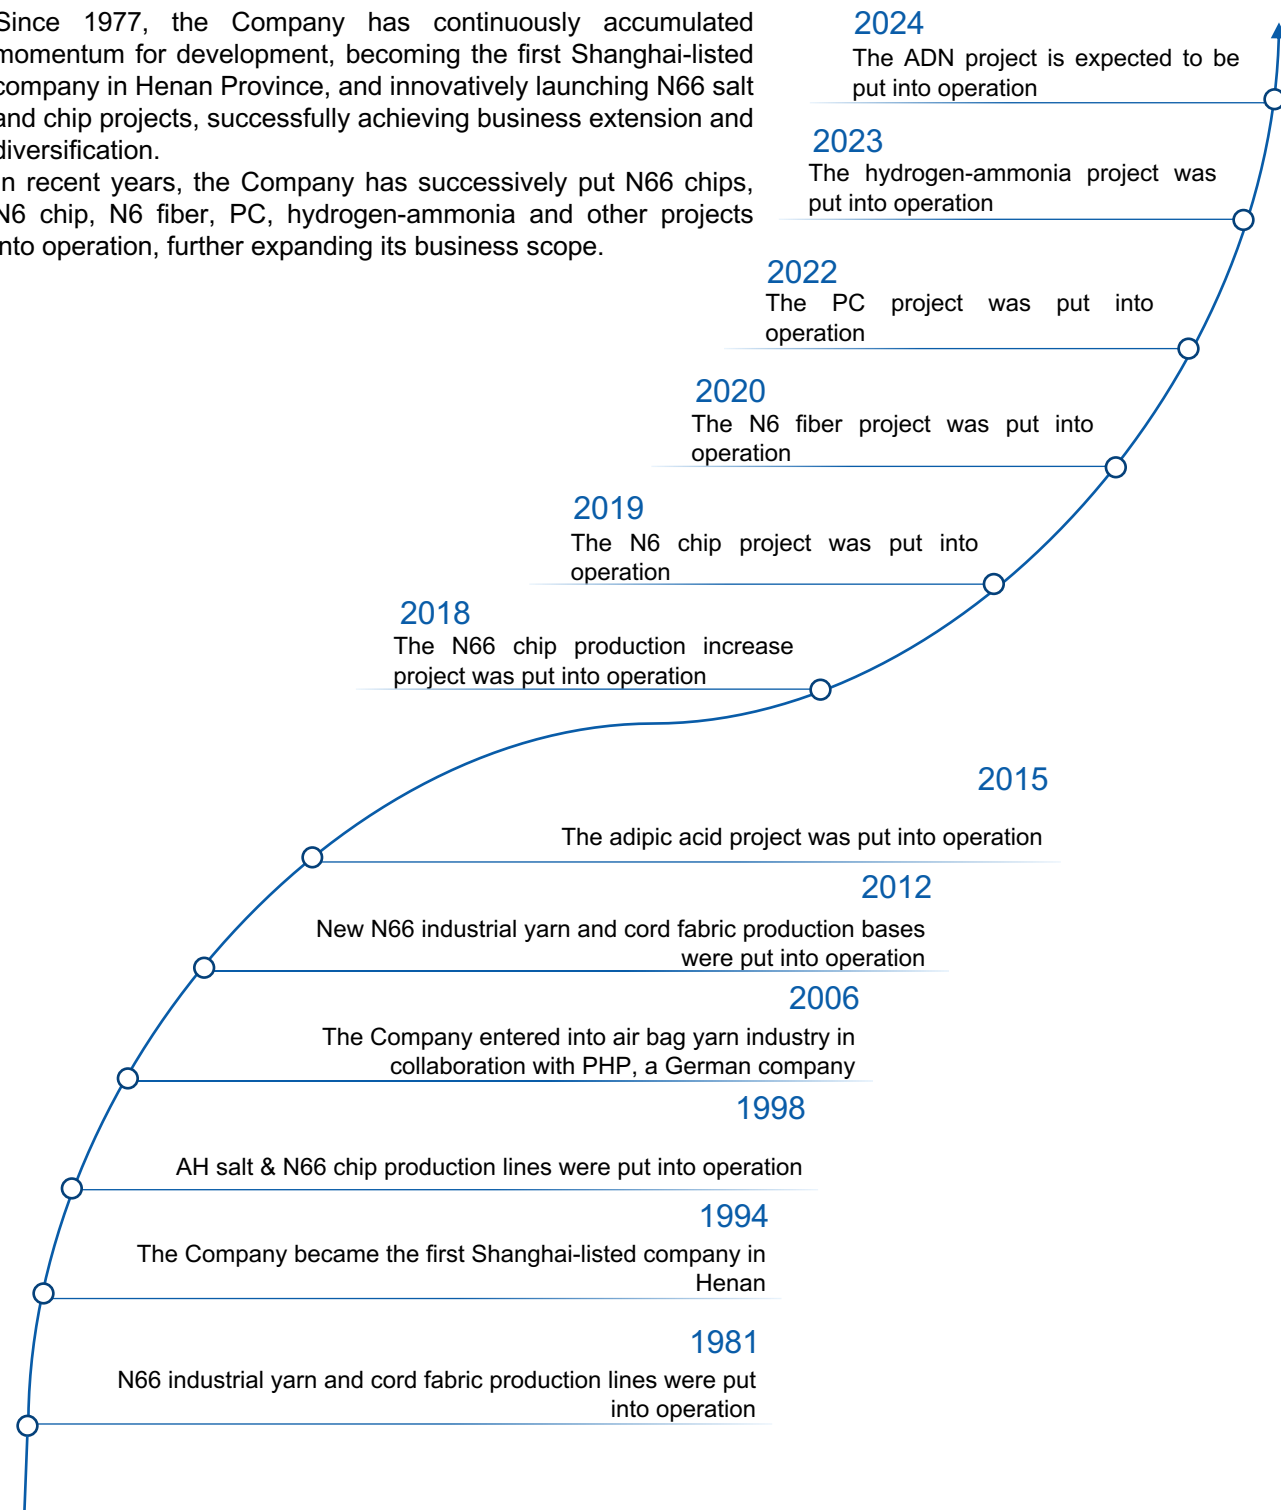 Since 1977, the Company has continuously accumulated
momentum for development, becoming the first Shanghai-listed
company in Henan Province, and innovatively launching N66 salt
and chip projects, successfully achieving business extension and
diversification.
In recent years, the Company has successively put N66 chips,
N6 chip, N6 fiber, PC, hydrogen-ammonia and other projects
into operation, further expanding its business scope.
2024
The ADN project is expected to be
put into operation
2023
The hydrogen-ammonia project was
put into operation
2022
The PC project was put into
operation
2020
The N6 fiber project was put into
operation
2019
The N6 chip project was put into
operation
2018
The N66 chip production increase
project was put into operation
2015
The adipic acid project was put into operation
2012
New N66 industrial yarn and cord fabric production bases
were put into operation
2006
The Company entered into air bag yarn industry in
collaboration with PHP, a German company
1998
AH salt & N66 chip production lines were put into operation
1994
The Company became the first Shanghai-listed company in
Henan
1981
N66 industrial yarn and cord fabric production lines were put
into operation